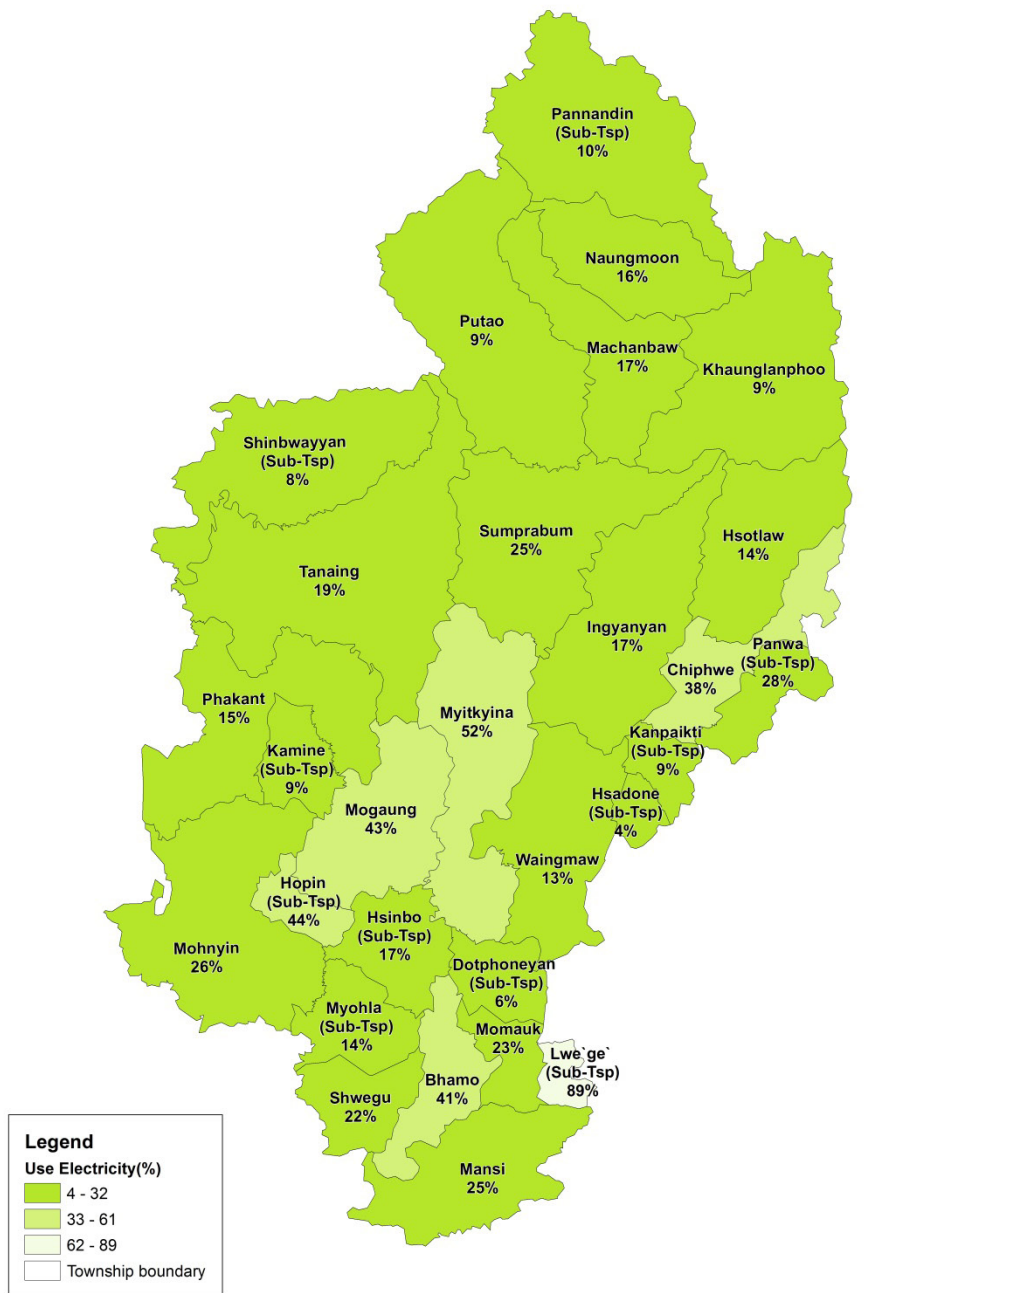 Pannandin
(Sub-Tsp)
10%
Naungmoon
16%
Putao
9%
Machanbaw
17%
Khaunglanphoo
9%
Shinbwayyan
(Sub-Tsp)
8%
Sumprabum
25%
Hsotlaw
14%
Tanaing
19%
Ingyanyan
17%
Panwa
(Sub-Tsp)
28%
Chiphwe
38%
Phakant
15%
Myitkyina
52%
Kanpaikti
(Sub-Tsp)
9%
Kamine
(Sub-Tsp)
9%
Hsadone
(Sub-Tsp)
4%
Mogaung
43%
Waingmaw
13%
Hopin
(Sub-Tsp)
44%
Hsinbo
(Sub-Tsp)
17%
Mohnyin
26%
Dotphoneyan
(Sub-Tsp)
6%
Myohla
(Sub-Tsp)
14%
Momauk
23%
Lwe`ge`
(Sub-Tsp)
89%
Bhamo
41%
Shwegu
22%
Mansi
25%
Legend
Use Electricity(%)
4 - 32
33 - 61
62 - 89
Township boundary